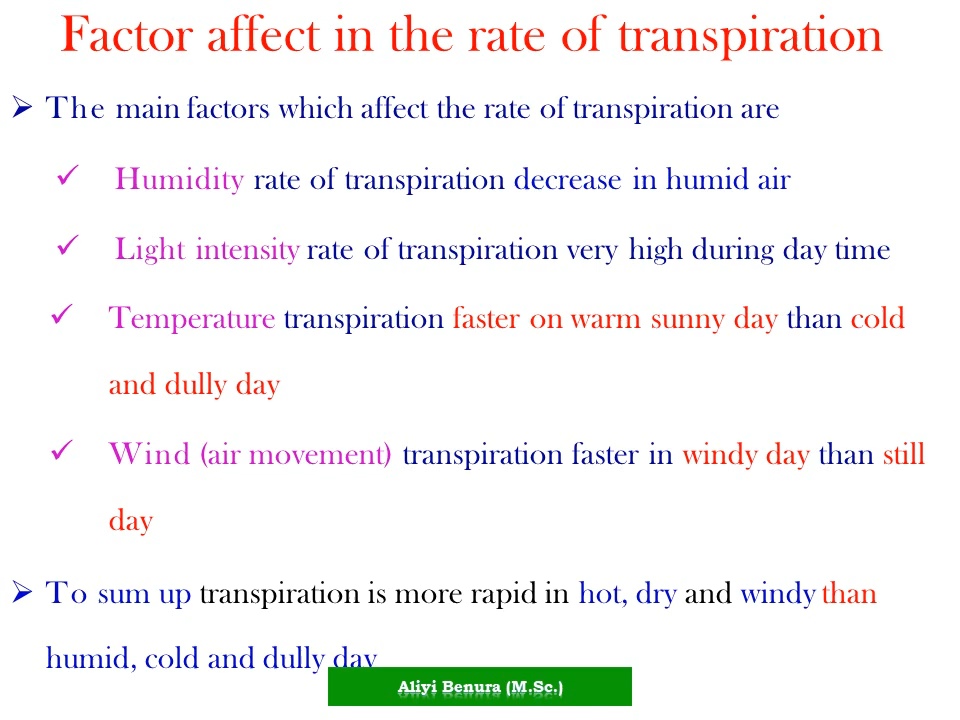 Factor affect in the rate of transpiration
➢ The main factors which affect the rate of transpiration are
✓ Humidity rate of transpiration decrease in humid air
✓ Light intensity rate of transpiration very high during day time
✓ Temperature transpiration faster on warm sunny day than cold
and dully day
✓ Wind (air movement) transpiration faster in windy day than still
day
➢ To sum up transpiration is more rapid in hot, dry and windy than
humid, cold and dully day
Aliyi Benura (M.Sc.)